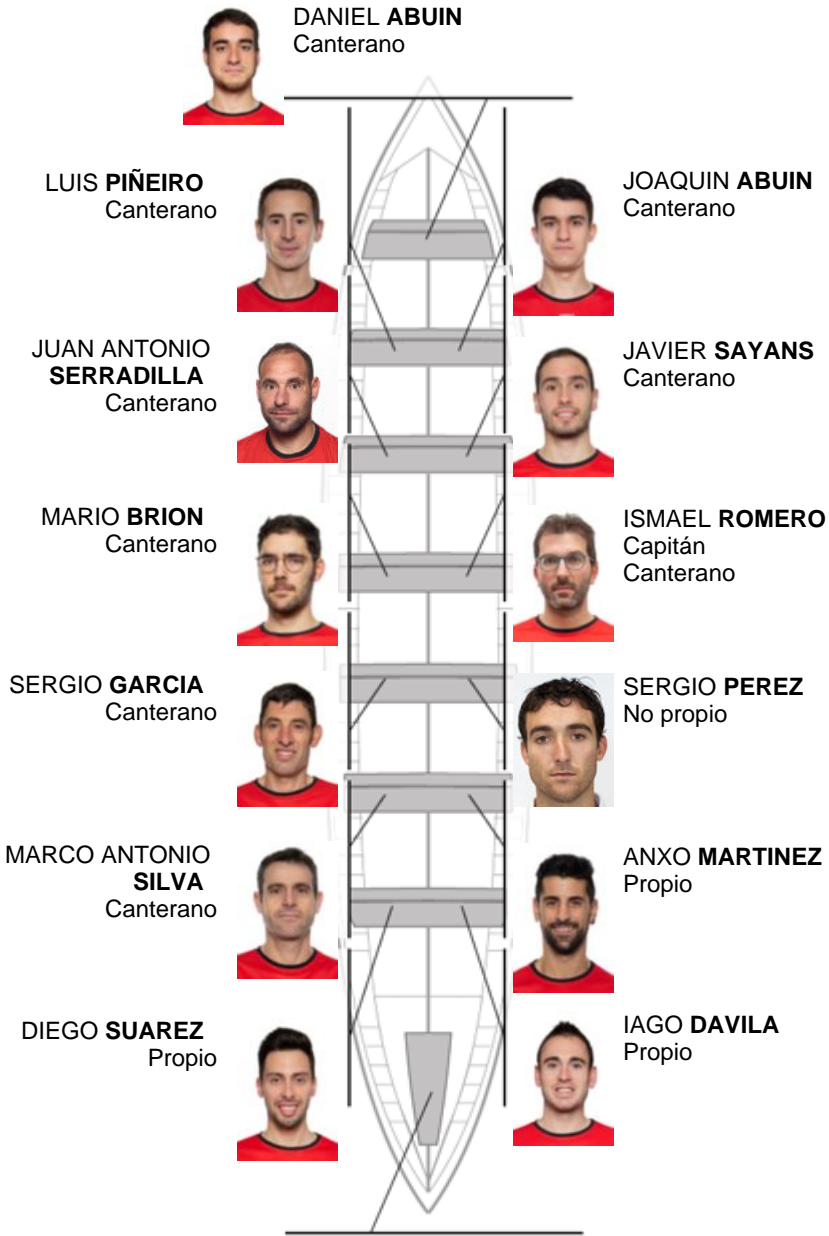 DANIEL ABUIN
Canterano
LUIS PIÑEIRO
Canterano
JOAQUIN ABUIN
Canterano
JUAN ANTONIO
SERRADILLA
Canterano
JAVIER SAYANS
Canterano
MARIO BRION
Canterano
ISMAEL ROMERO
Capitán
Canterano
SERGIO GARCIA
Canterano
SERGIO PEREZ
No propio
MARCO ANTONIO
SILVA
Canterano
ANXO MARTINEZ
Propio
DIEGO SUAREZ
Propio
IAGO DAVILA
Propio